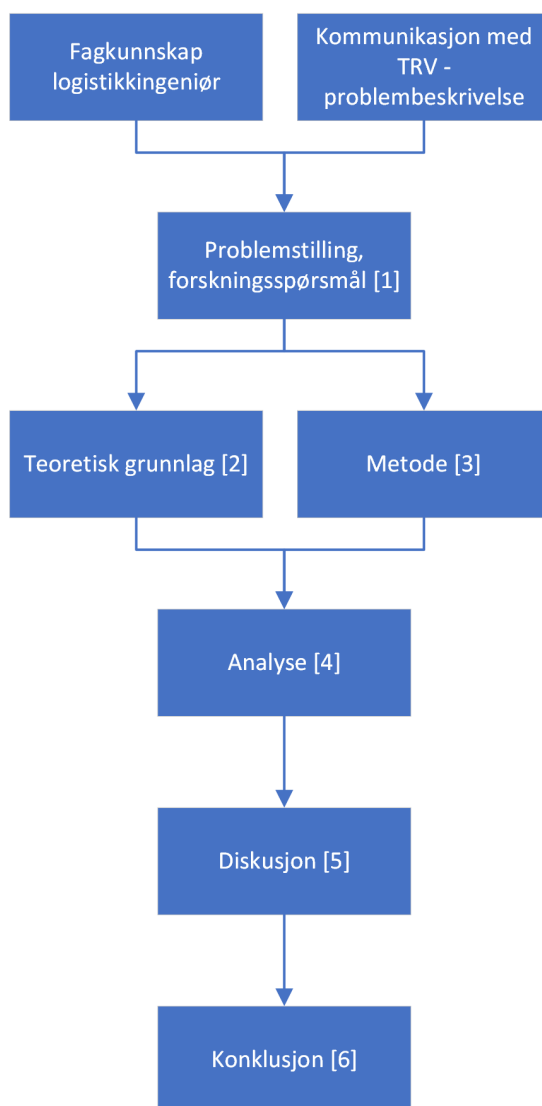 Fagkunnskap
logistikkingeniør
Kommunikasjon med
TRV -
problembeskrivelse
Problemstilling,
forskningsspørsmål [1]
Teoretisk grunnlag [2]
Metode [3]
Analyse [4]
Diskusjon [5]
Konklusjon [6]